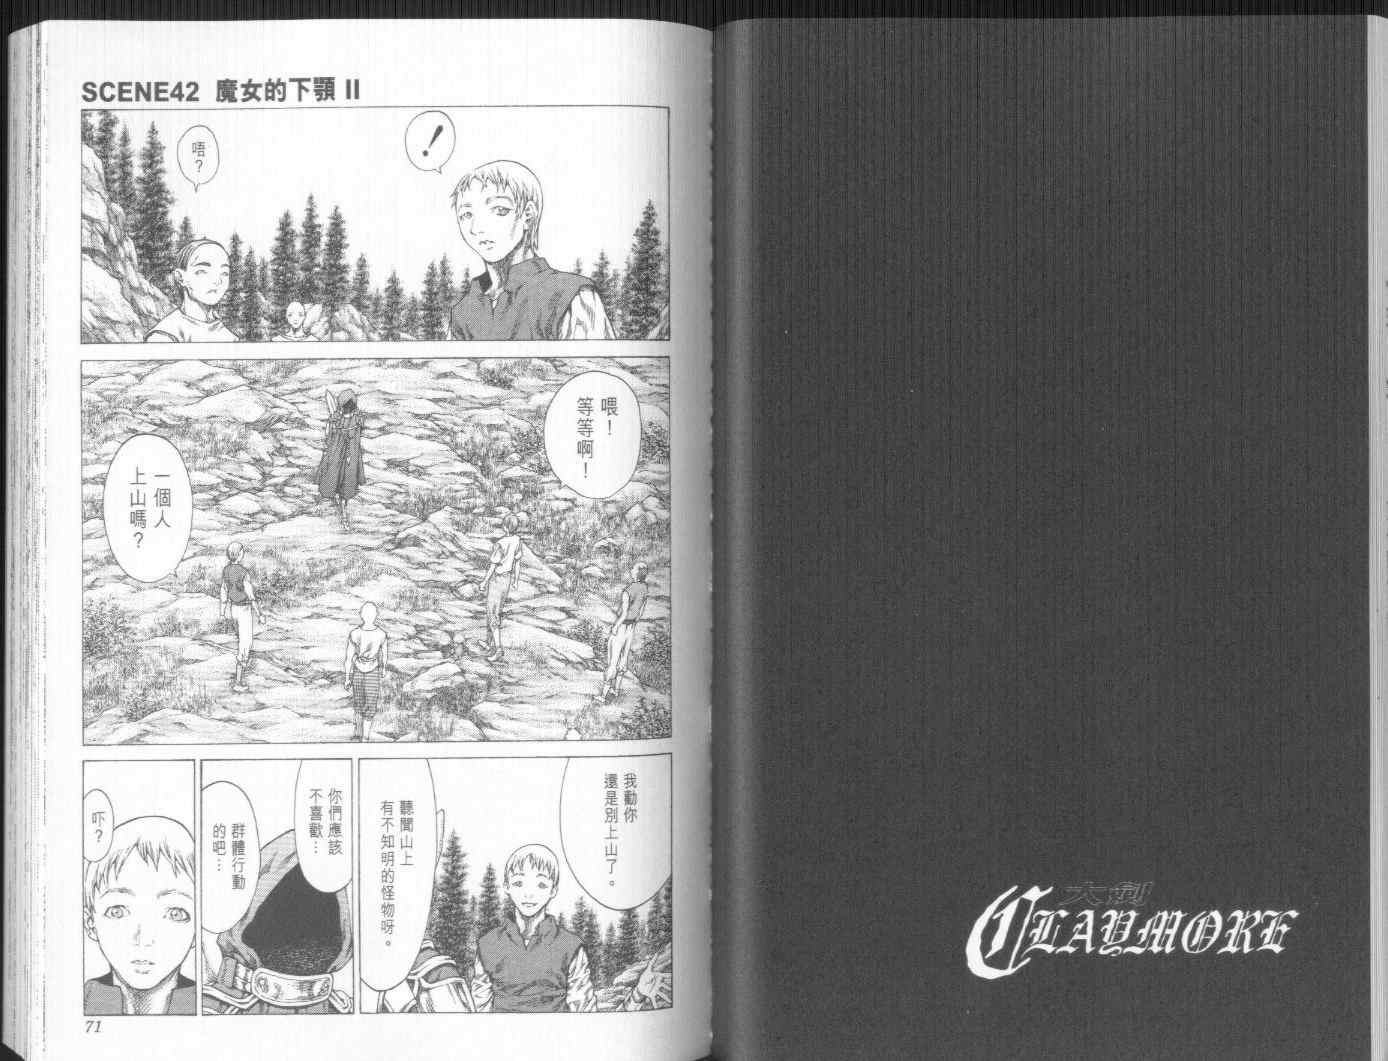 大劍
CLAYMORE
SCENE42 魔女的下顎 II
！
唔？
喂！
等等啊！
一個人
上山嗎？
我勸你
還是別上山了。
聽聞山上
有不知明的怪物呀。
你們應該
不喜歡…
群體行動
的吧…
吓？
71